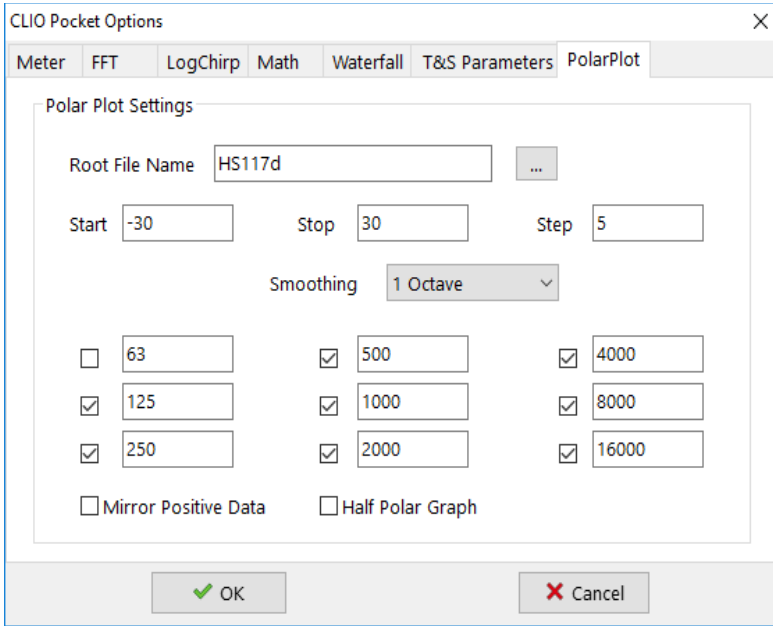 CLIO Pocket Options
Meter FFT LogChirp Math Waterfall T&S Parameters PolarPlot
Polar Plot Settings
Root File Name HS117d ...
Start -30 Stop 30 Step 5
Smoothing 1 Octave
63 500 4000
125 1000 8000
250 2000 16000
Mirror Positive Data Half Polar Graph
OK Cancel